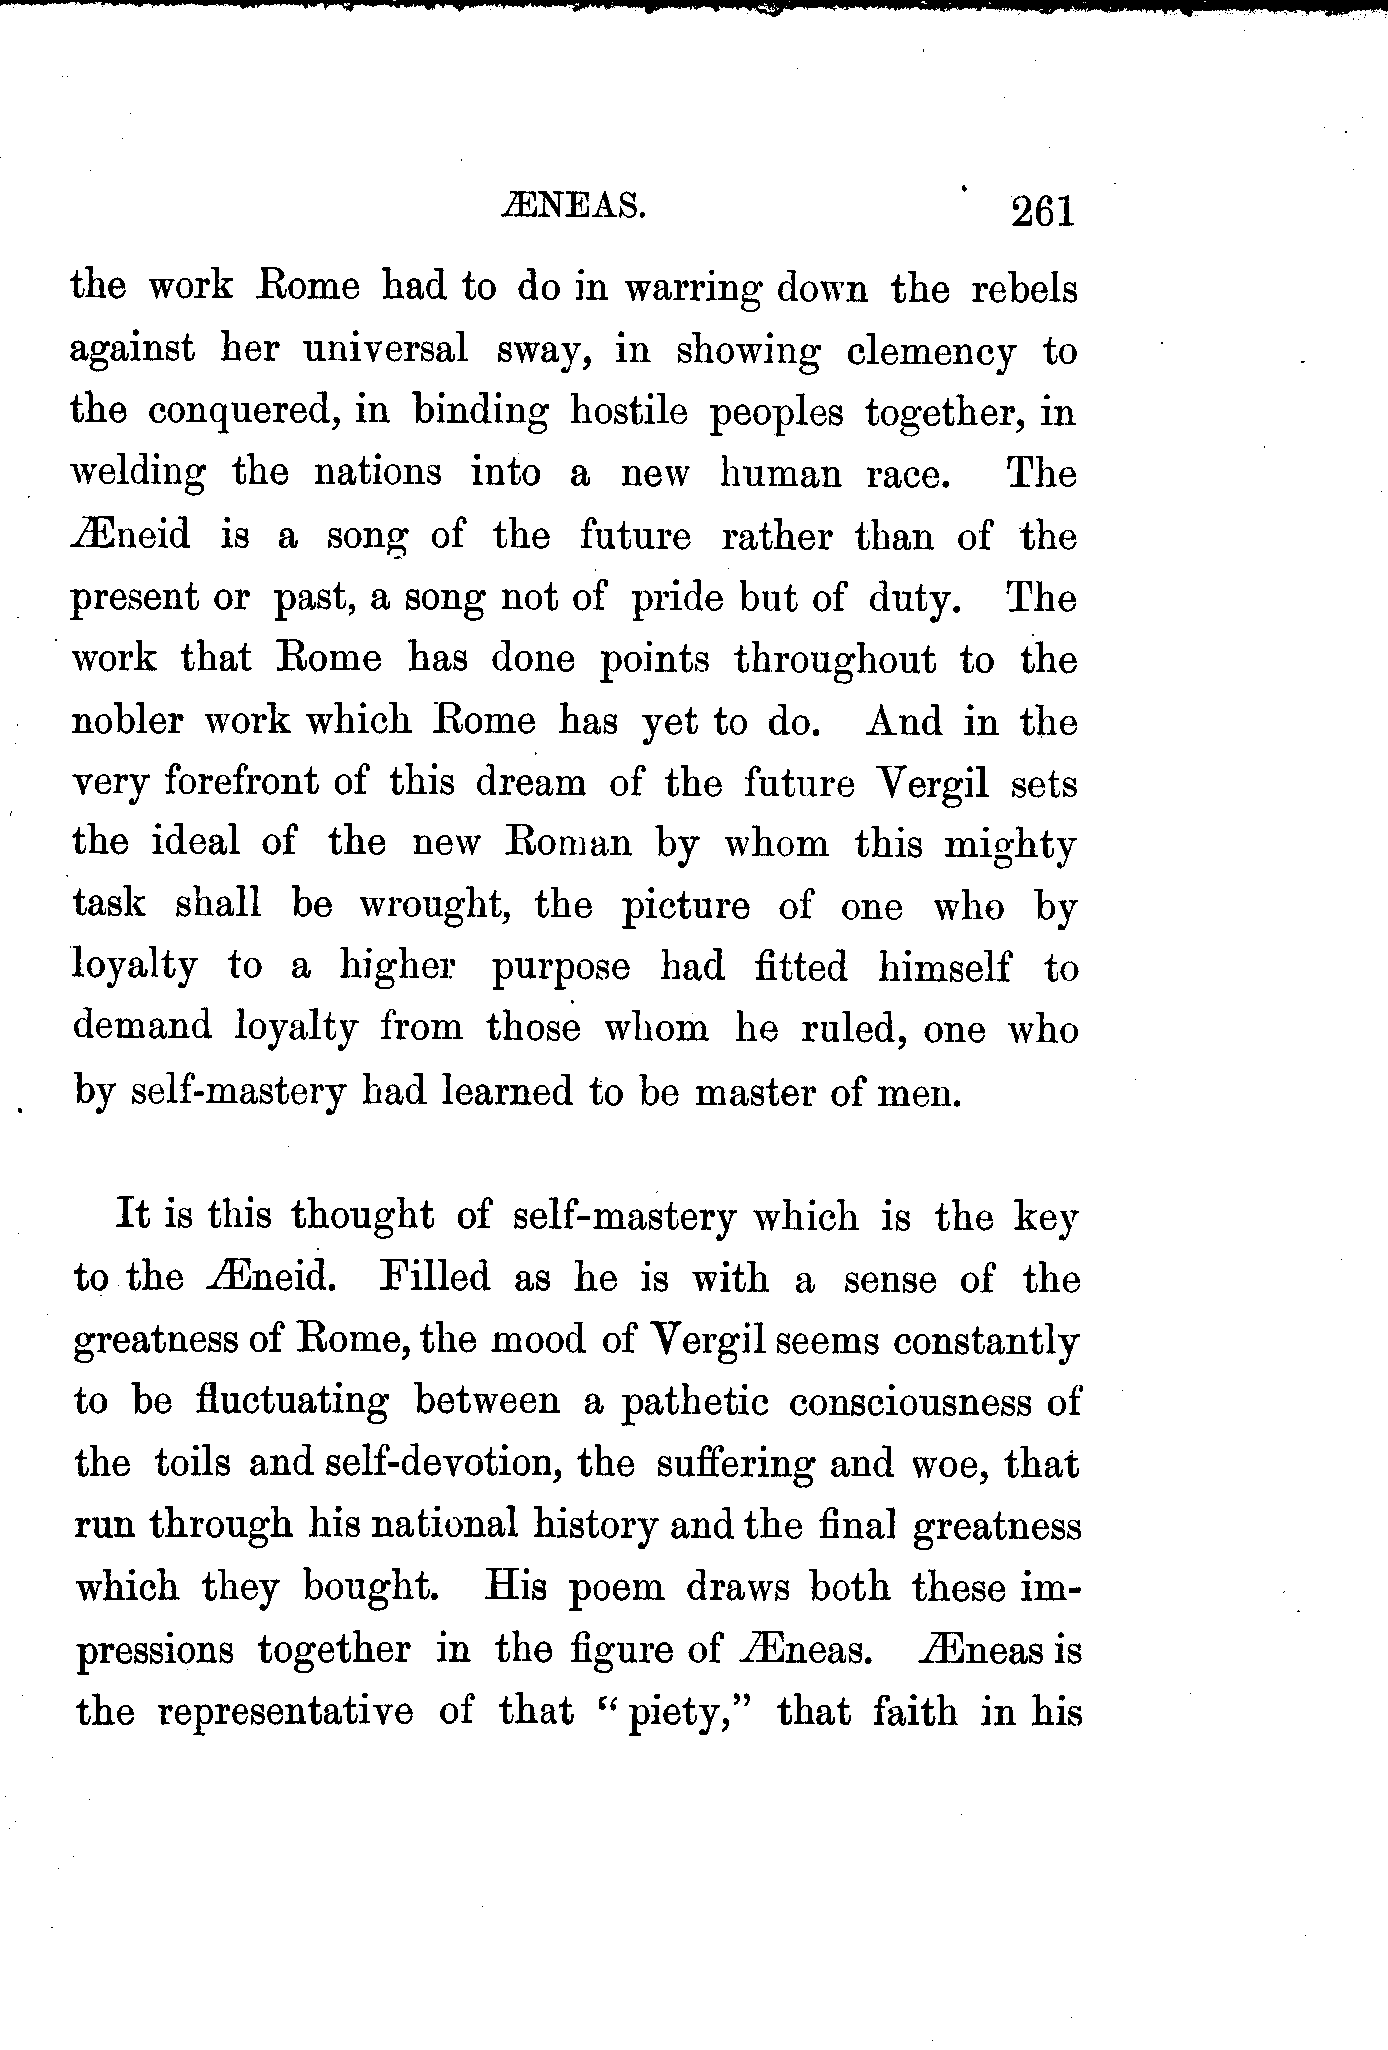 ÆNEAS. 261
the work Rome had to do in warring down the rebels
against her universal sway, in showing clemency to
the conquered, in binding hostile peoples together, in
welding the nations into a new human race. The
Æneid is a song of the future rather than of the
present or past, a song not of pride but of duty. The
work that Rome has done points throughout to the
nobler work which Rome has yet to do. And in the
very forefront of this dream of the future Vergil sets
the ideal of the new Roman by whom this mighty
task shall be wrought, the picture of one who by
loyalty to a higher purpose had fitted himself to
demand loyalty from those whom he ruled, one who
by self-mastery had learned to be master of men.
It is this thought of self-mastery which is the key
to the Æneid. Filled as he is with a sense of the
greatness of Rome, the mood of Vergil seems constantly
to be fluctuating between a pathetic consciousness of
the toils and self-devotion, the suffering and woe, that
run through his national history and the final greatness
which they bought. His poem draws both these im-
pressions together in the figure of Æneas. Æneas is
the representative of that “piety,” that faith in his